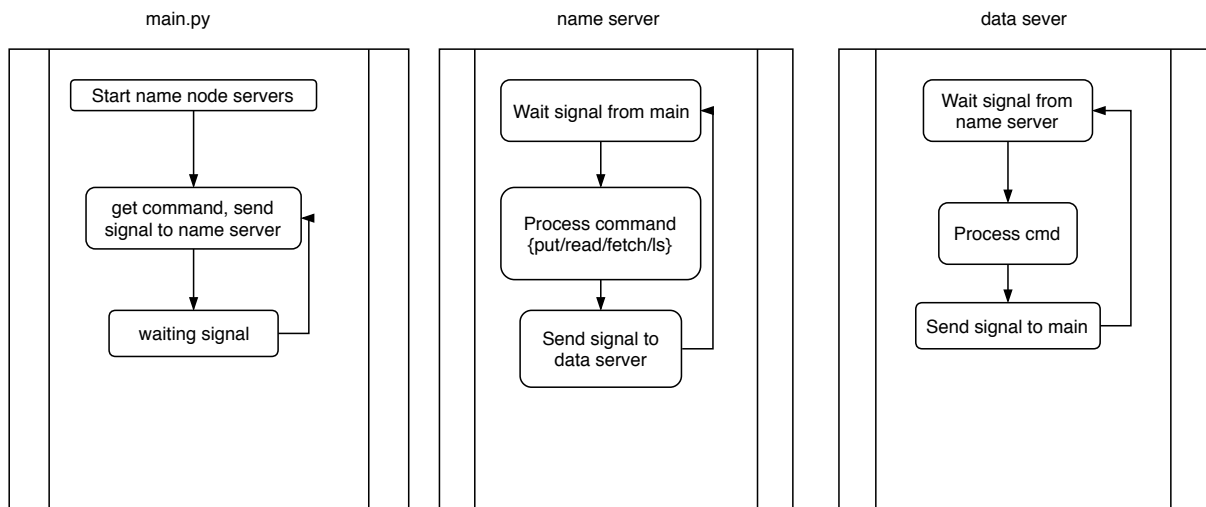 main.py
Start name node servers
get command, send
signal to name server
waiting signal
name server
Wait signal from main
Process command
{put/read/fetch/ls}
Send signal to
data server
data sever
Wait signal from
name server
Process cmd
Send signal to main